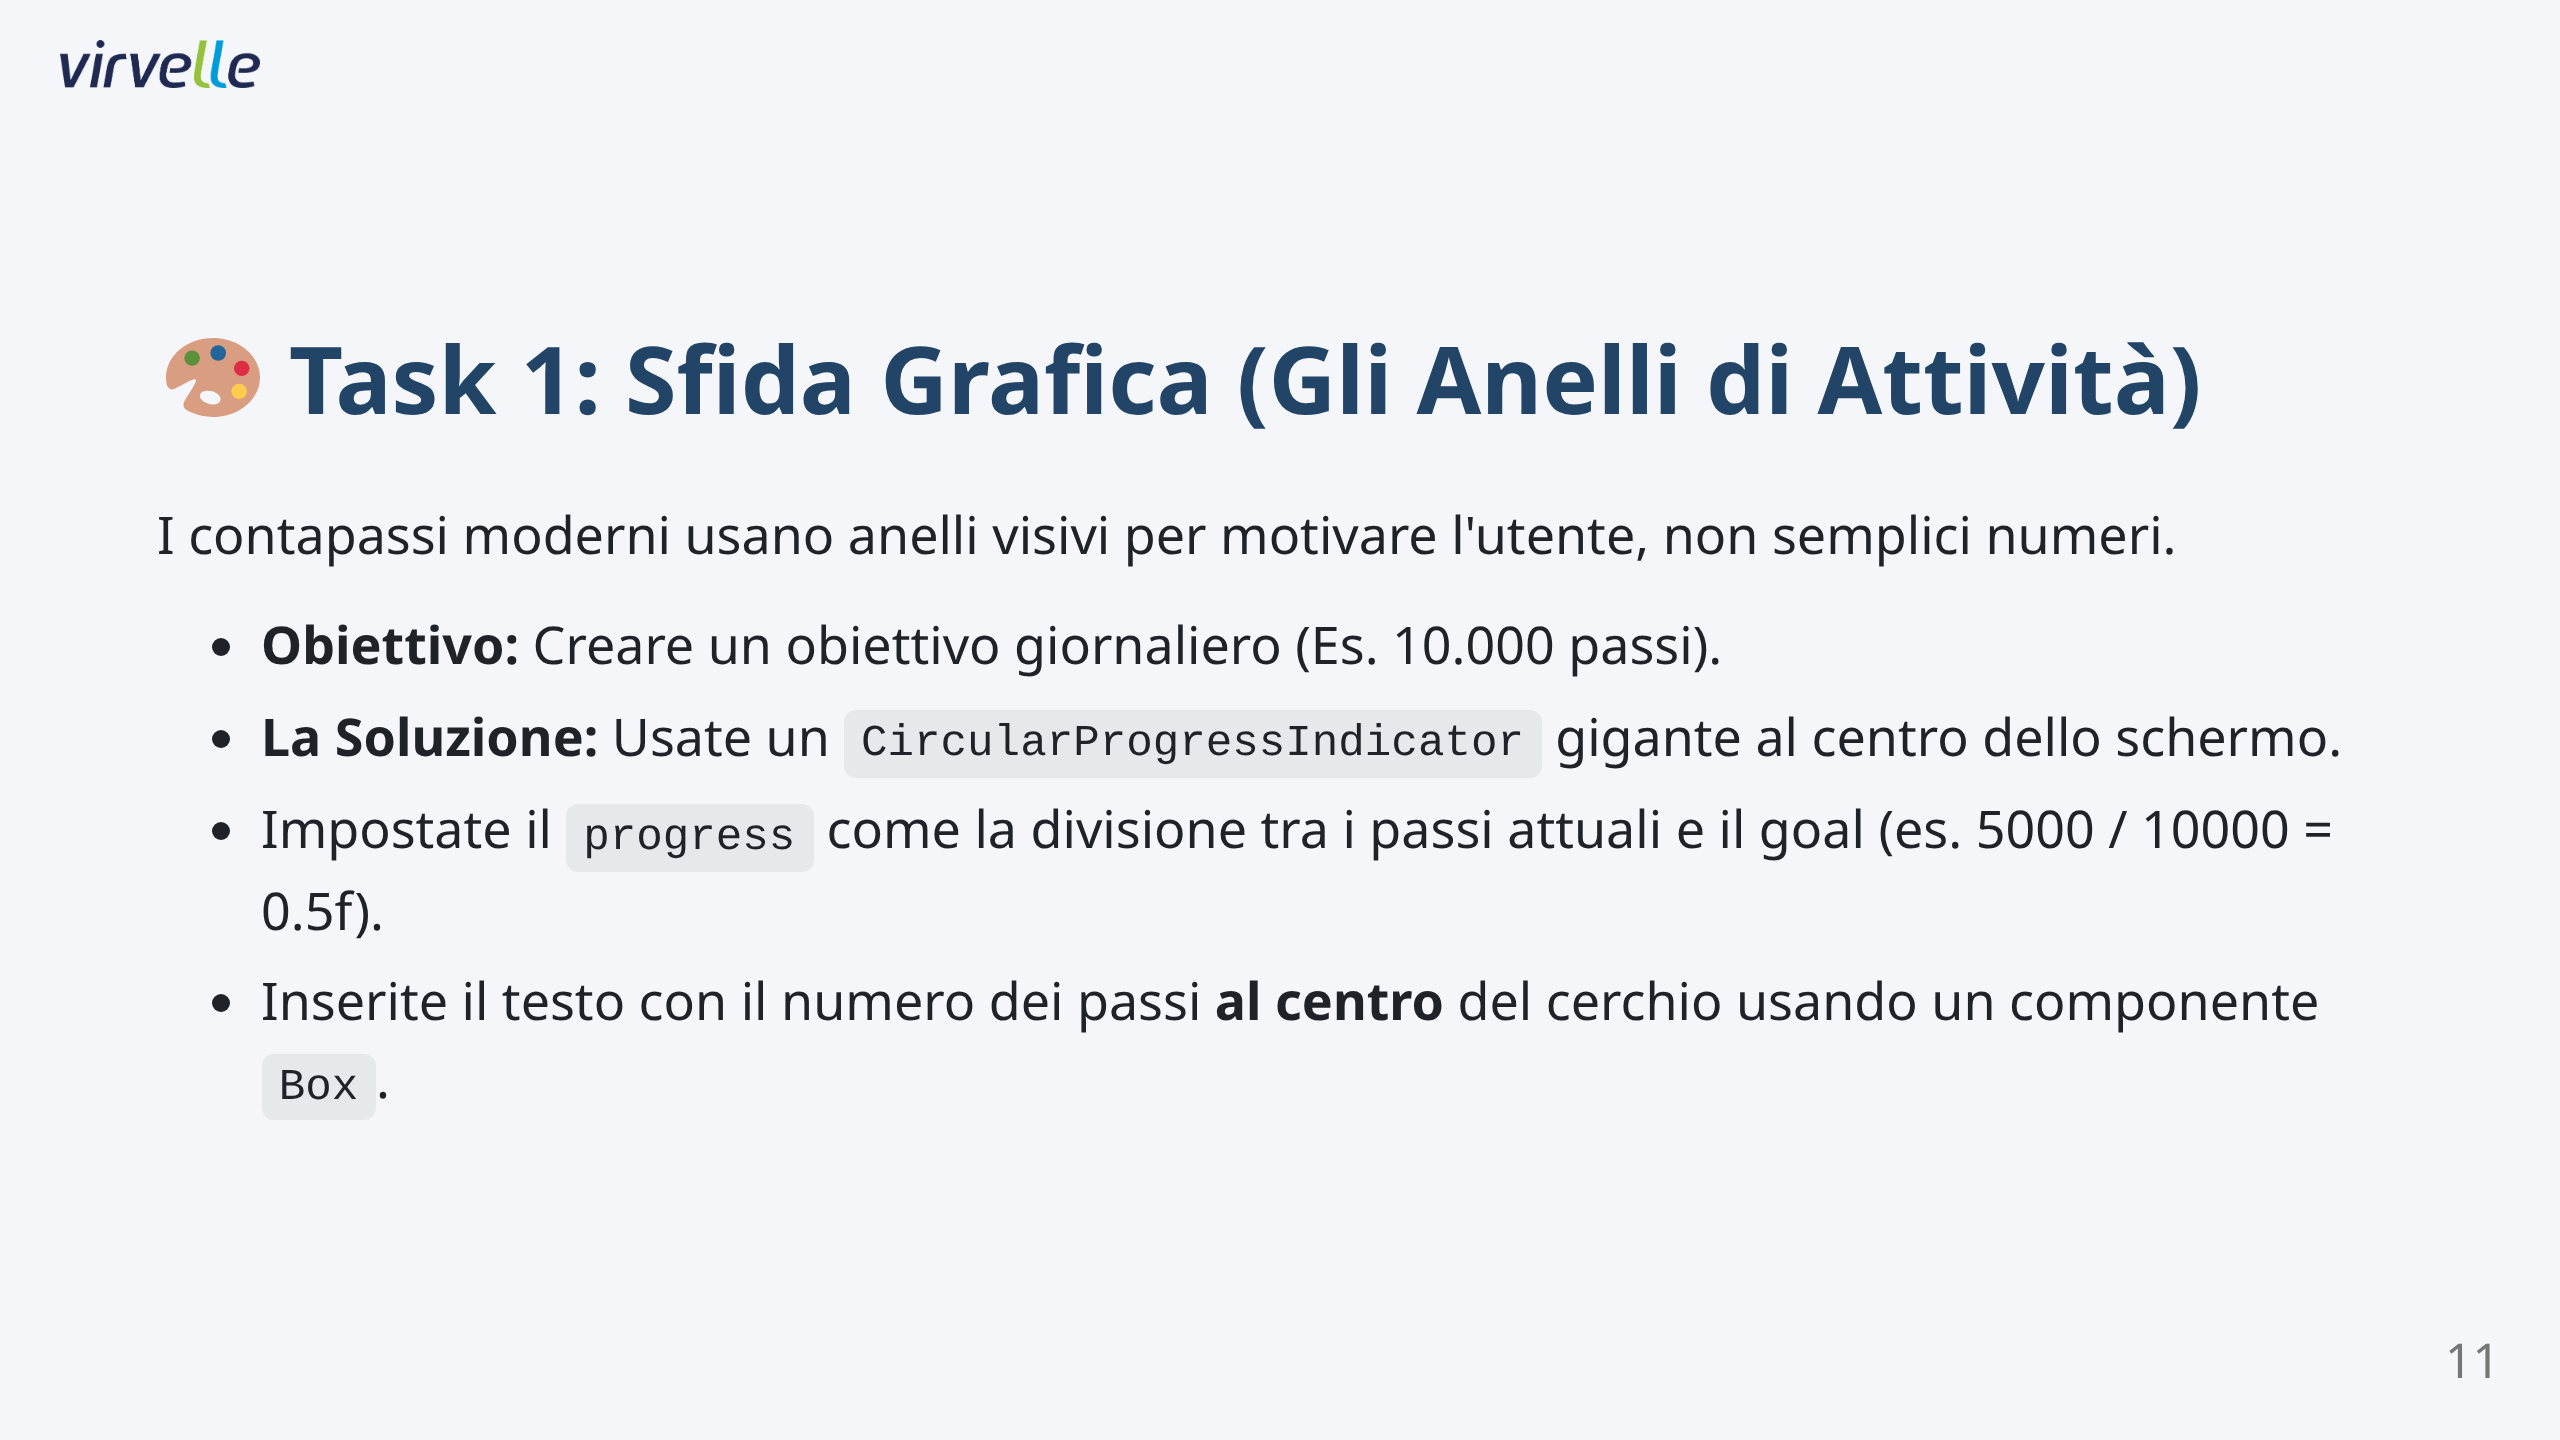 virvelle
Task 1: Sfida Grafica (Gli Anelli di Attività)
I contapassi moderni usano anelli visivi per motivare l'utente, non semplici numeri.
Obiettivo: Creare un obiettivo giornaliero (Es. 10.000 passi).
La Soluzione: Usate un CircularProgressIndicator gigante al centro dello schermo.
Impostate il progress come la divisione tra i passi attuali e il goal (es. 5000 / 10000 =
0.5f).
Inserite il testo con il numero dei passi al centro del cerchio usando un componente
Box.
11